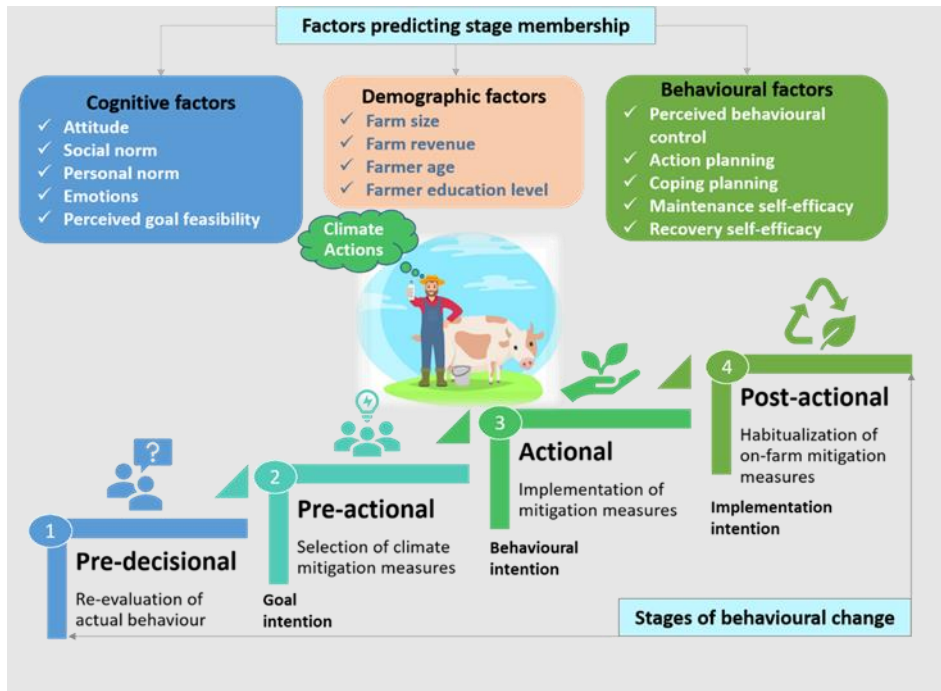 Factors predicting stage membership
Cognitive factors
✓ Attitude
✓ Social norm
✓ Personal norm
✓ Emotions
✓ Perceived goal feasibility
Demographic factors
✓ Farm size
✓ Farm revenue
✓ Farmer age
✓ Farmer education level
Behavioural factors
✓ Perceived behavioural
control
✓ Action planning
✓ Coping planning
✓ Maintenance self-efficacy
✓ Recovery self-efficacy
Climate
Actions
1
Pre-decisional
Re-evaluation of
actual behaviour
?
2
Pre-actional
Selection of climate
mitigation measures
Goal
intention
3
Actional
Implementation of
mitigation measures
Behavioural
intention
4
Post-actional
Habitualization of
on-farm mitigation
measures
Implementation
intention
Stages of behavioural change